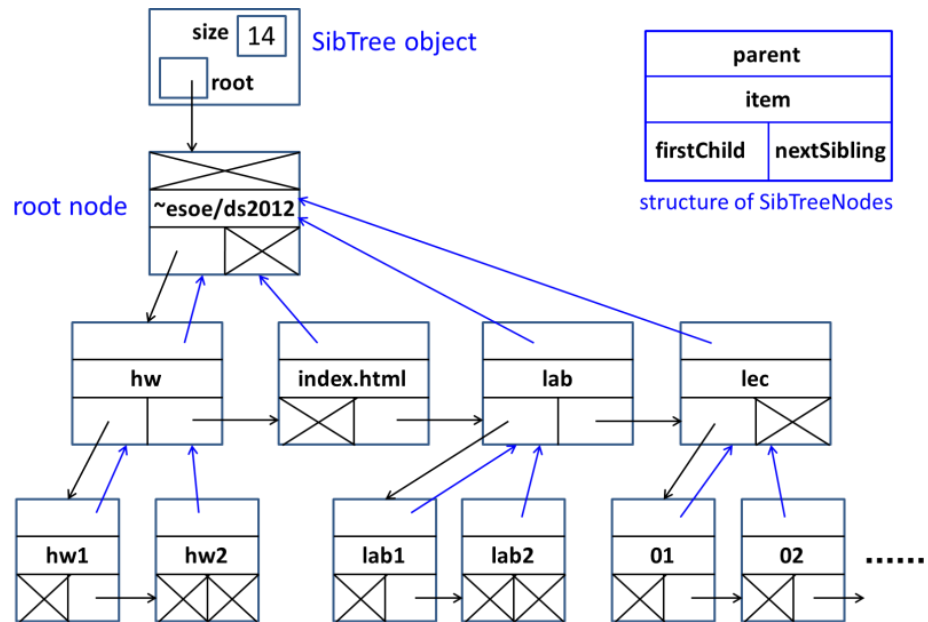 size 14
SibTree object
root
parent
item
firstChild nextSibling
structure of SibTreeNodes
root node
~esoe/ds2012
hw
index.html
lab
lec
hw1
hw2
lab1
lab2
01
02
......